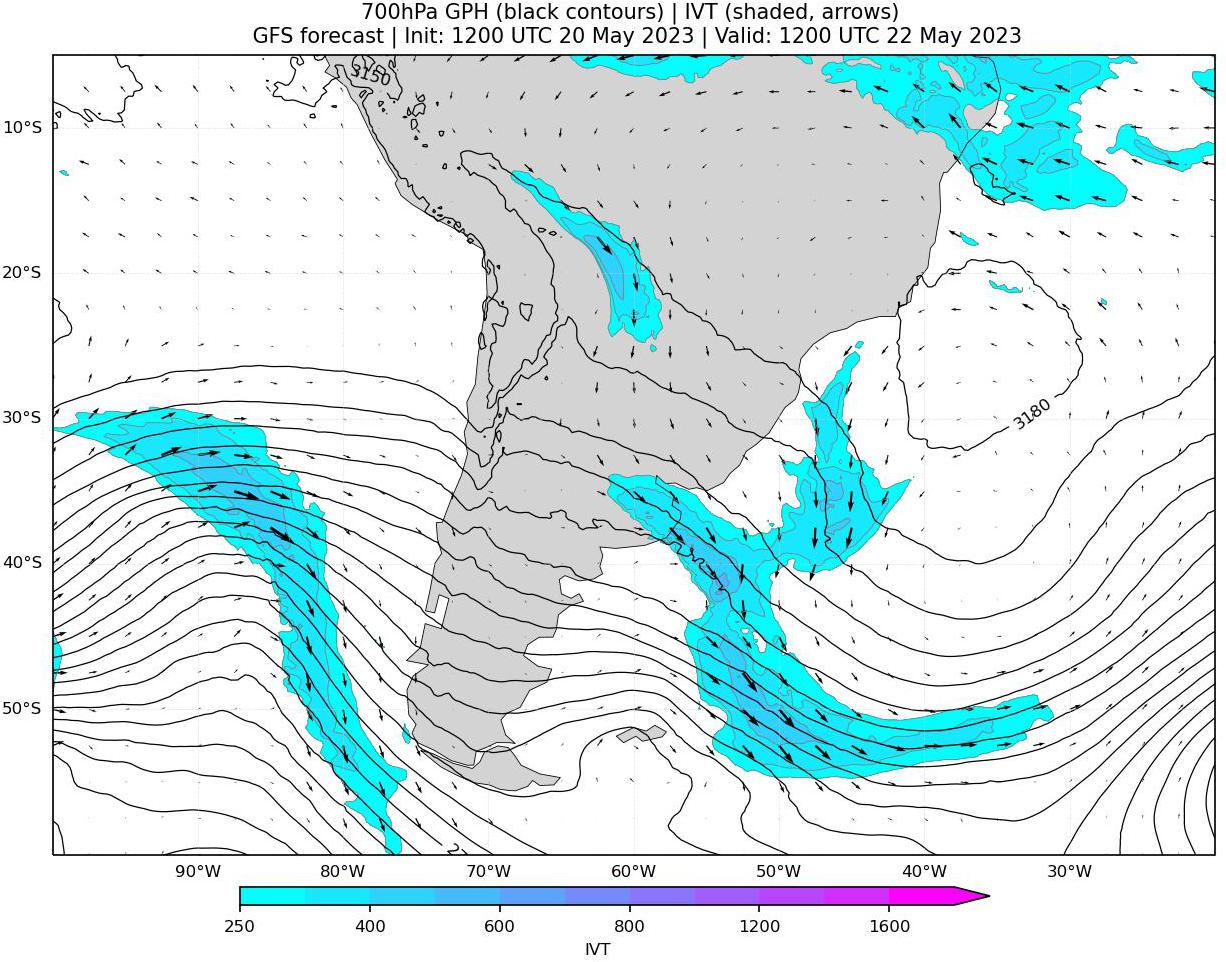 700hPa GPH (black contours) | IVT (shaded, arrows)
GFS forecast | Init: 1200 UTC 20 May 2023 | Valid: 1200 UTC 22 May 2023
3150
10°S
20°S
30°S
3180
40°S
50°S
90°W 80°W 70°W 60°W 50°W 40°W 30°W
250 400 600 800 1200 1600
IVT